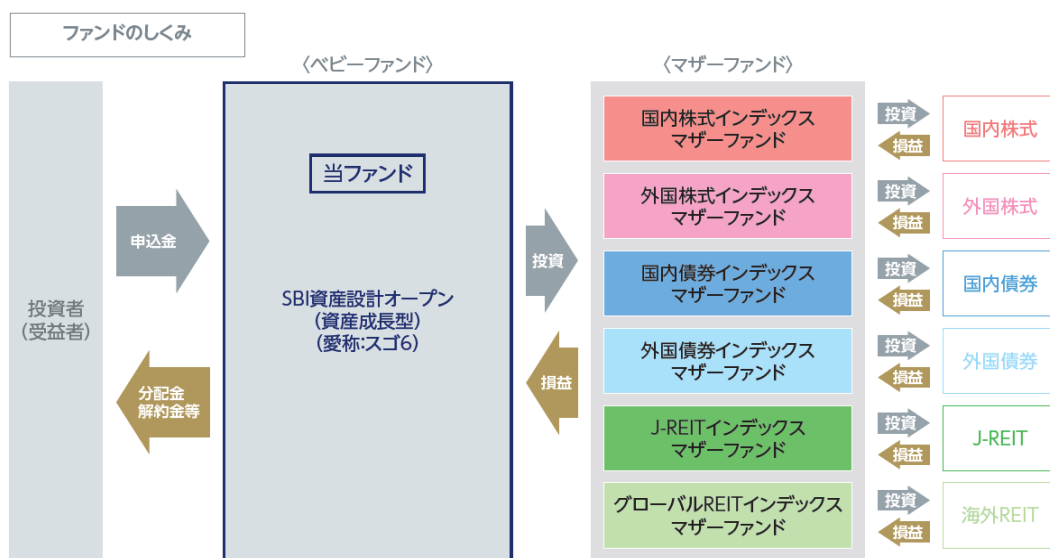 ファンドのしくみ
〈ベビーファンド〉
〈マザーファンド〉
投資者
(受益者)
申込金
分配金
解約金等
当ファンド
SBI資産設計オープン
(資産成長型)
(愛称:スゴ6)
投資
損益
国内株式インデックス
マザーファンド
投資
損益
国内株式
外国株式インデックス
マザーファンド
投資
損益
外国株式
国内債券インデックス
マザーファンド
投資
損益
国内債券
外国債券インデックス
マザーファンド
投資
損益
外国債券
J-REITインデックス
マザーファンド
投資
損益
J-REIT
グローバルREITインデックス
マザーファンド
投資
損益
海外REIT